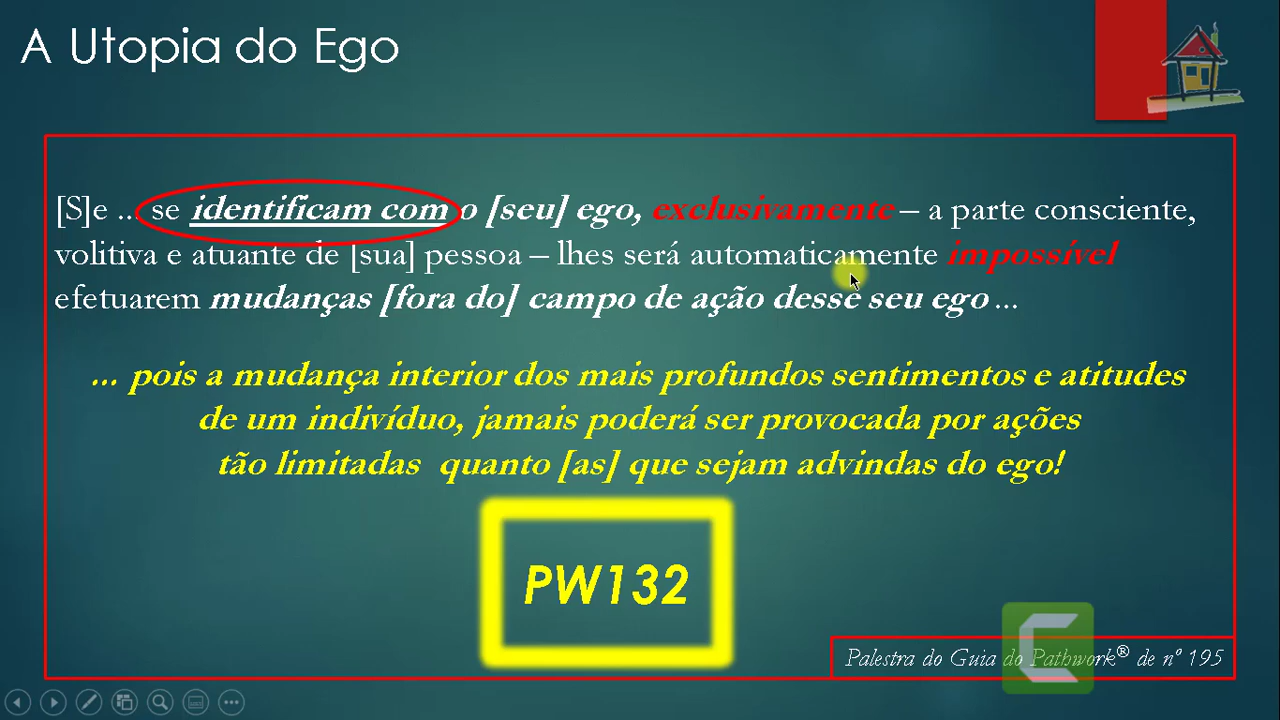 A Utopia do Ego
[S]e ... se identificam com o [seu] ego, exclusivamente – a parte consciente,
volitiva e atuante de [sua] pessoa – lhes será automaticamente impossível
efetuarem mudanças [fora do] campo de ação desse seu ego ...
... pois a mudança interior dos mais profundos sentimentos e atitudes
de um indivíduo, jamais poderá ser provocada por ações
tão limitadas quanto [as] que sejam advindas do ego!
PW132
Palestra do Guia do Pathwork® de nº 195